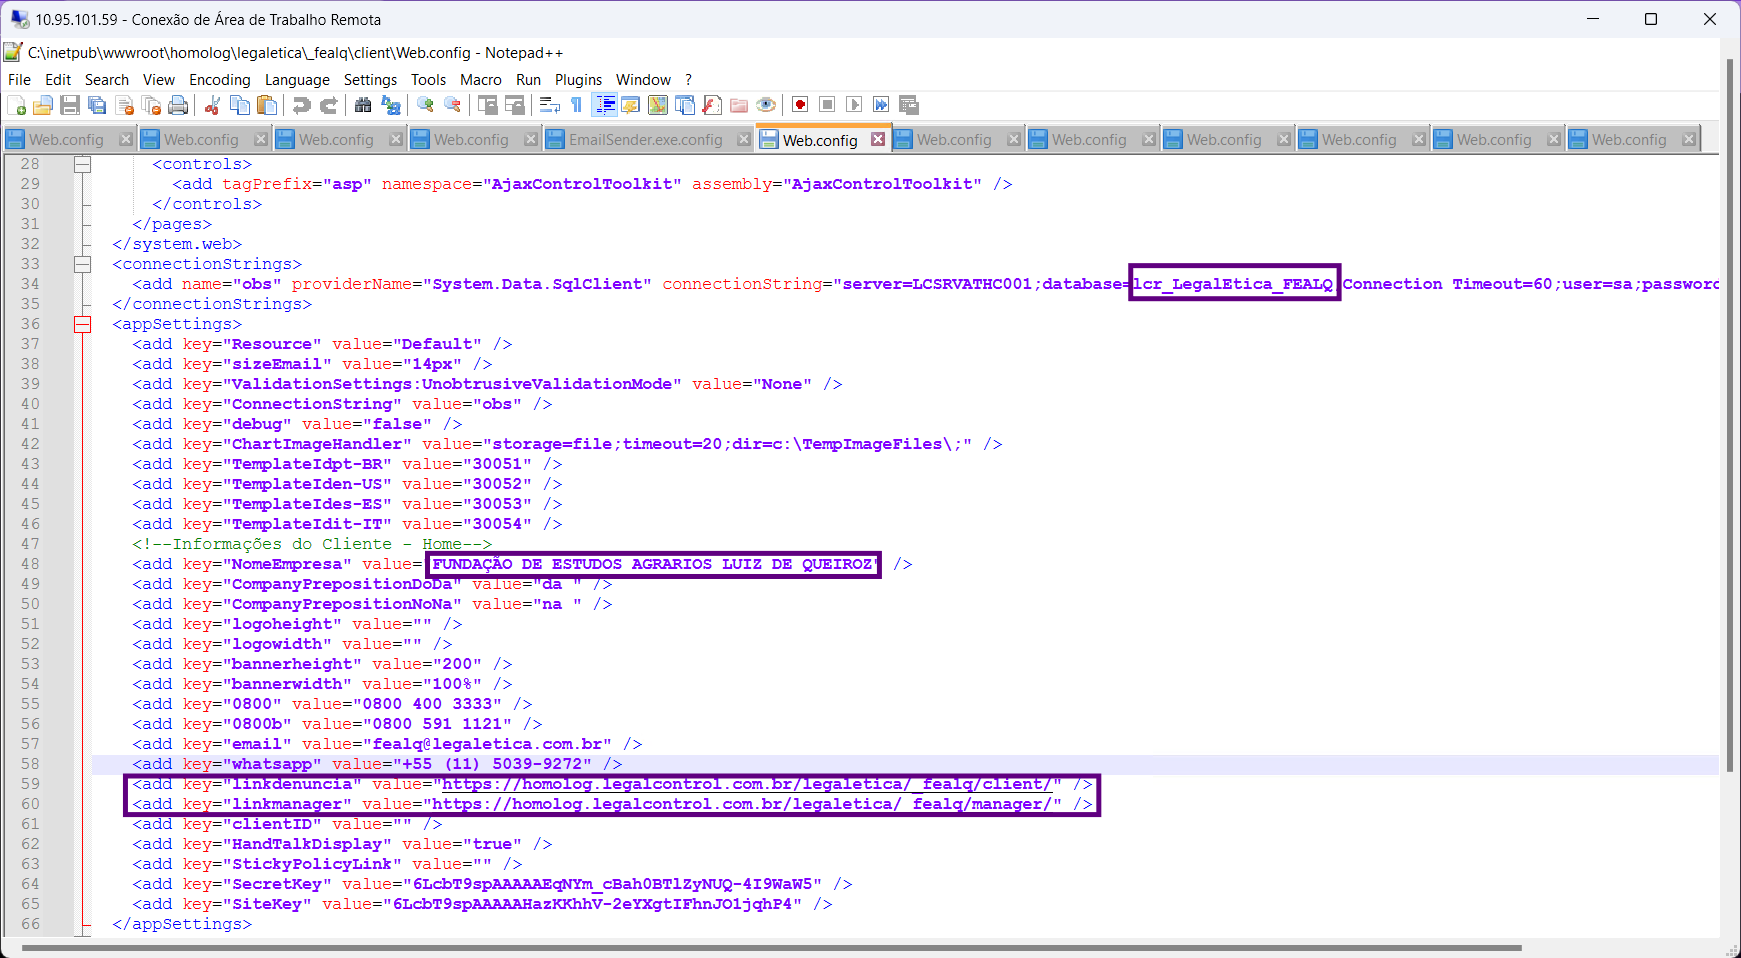 10.95.101.59 - Conexão de Área de Trabalho Remota
C:\inetpub\wwwroot\homolog\legaletica\_fealq\client\Web.config - Notepad++
File Edit Search View Encoding Language Settings Tools Macro Run Plugins Window ?
Web.config Web.config Web.config Web.config EmailSender.exe.config Web.config Web.config Web.config Web.config Web.config Web.config Web.config
28 <controls>
29 <add tagPrefix="asp" namespace="AjaxControlToolkit" assembly="AjaxControlToolkit" />
30 </controls>
31 </pages>
32 </system.web>
33 <connectionStrings>
34 <add name="obs" providerName="System.Data.SqlClient" connectionString="server=LCSRVATHC001;database=lcr_LegalEtica_FEALQ;Connection Timeout=60;user=sa;password
35 </connectionStrings>
36 <appSettings>
37 <add key="Resource" value="Default" />
38 <add key="sizeEmail" value="14px" />
39 <add key="ValidationSettings:UnobtrusiveValidationMode" value="None" />
40 <add key="ConnectionString" value="obs" />
41 <add key="debug" value="false" />
42 <add key="ChartImageHandler" value="storage=file;timeout=20;dir=c:\TempImageFiles\;" />
43 <add key="TemplateIdpt-BR" value="30051" />
44 <add key="TemplateIden-US" value="30052" />
45 <add key="TemplateIdes-ES" value="30053" />
46 <add key="TemplateIdit-IT" value="30054" />
47 <!--Informações do Cliente - Home-->
48 <add key="NomeEmpresa" value="FUNDAÇÃO DE ESTUDOS AGRARIOS LUIZ DE QUEIROZ" />
49 <add key="CompanyPrepositionDoDa" value="da " />
50 <add key="CompanyPrepositionNoNa" value="na " />
51 <add key="logoheight" value="" />
52 <add key="logowidth" value="" />
53 <add key="bannerheight" value="200" />
54 <add key="bannerwidth" value="100%" />
55 <add key="0800" value="0800 400 3333" />
56 <add key="0800b" value="0800 591 1121" />
57 <add key="email" value="fealq@legaletica.com.br" />
58 <add key="whatsapp" value="+55 (11) 5039-9272" />
59 <add key="linkdenuncia" value="https://homolog.legalcontrol.com.br/legaletica/_fealq/client/" />
60 <add key="linkmanager" value="https://homolog.legalcontrol.com.br/legaletica/_fealq/manager/" />
61 <add key="clientID" value="" />
62 <add key="HandTalkDisplay" value="true" />
63 <add key="StickyPolicyLink" value="" />
64 <add key="SecretKey" value="6LcbT9spAAAAAEqNYm_cBah0BTlZyNUQ-4I9WaW5" />
65 <add key="SiteKey" value="6LcbT9spAAAAAHazKKhhV-2eYXgtIFhnJO1jqhP4" />
66 </appSettings>